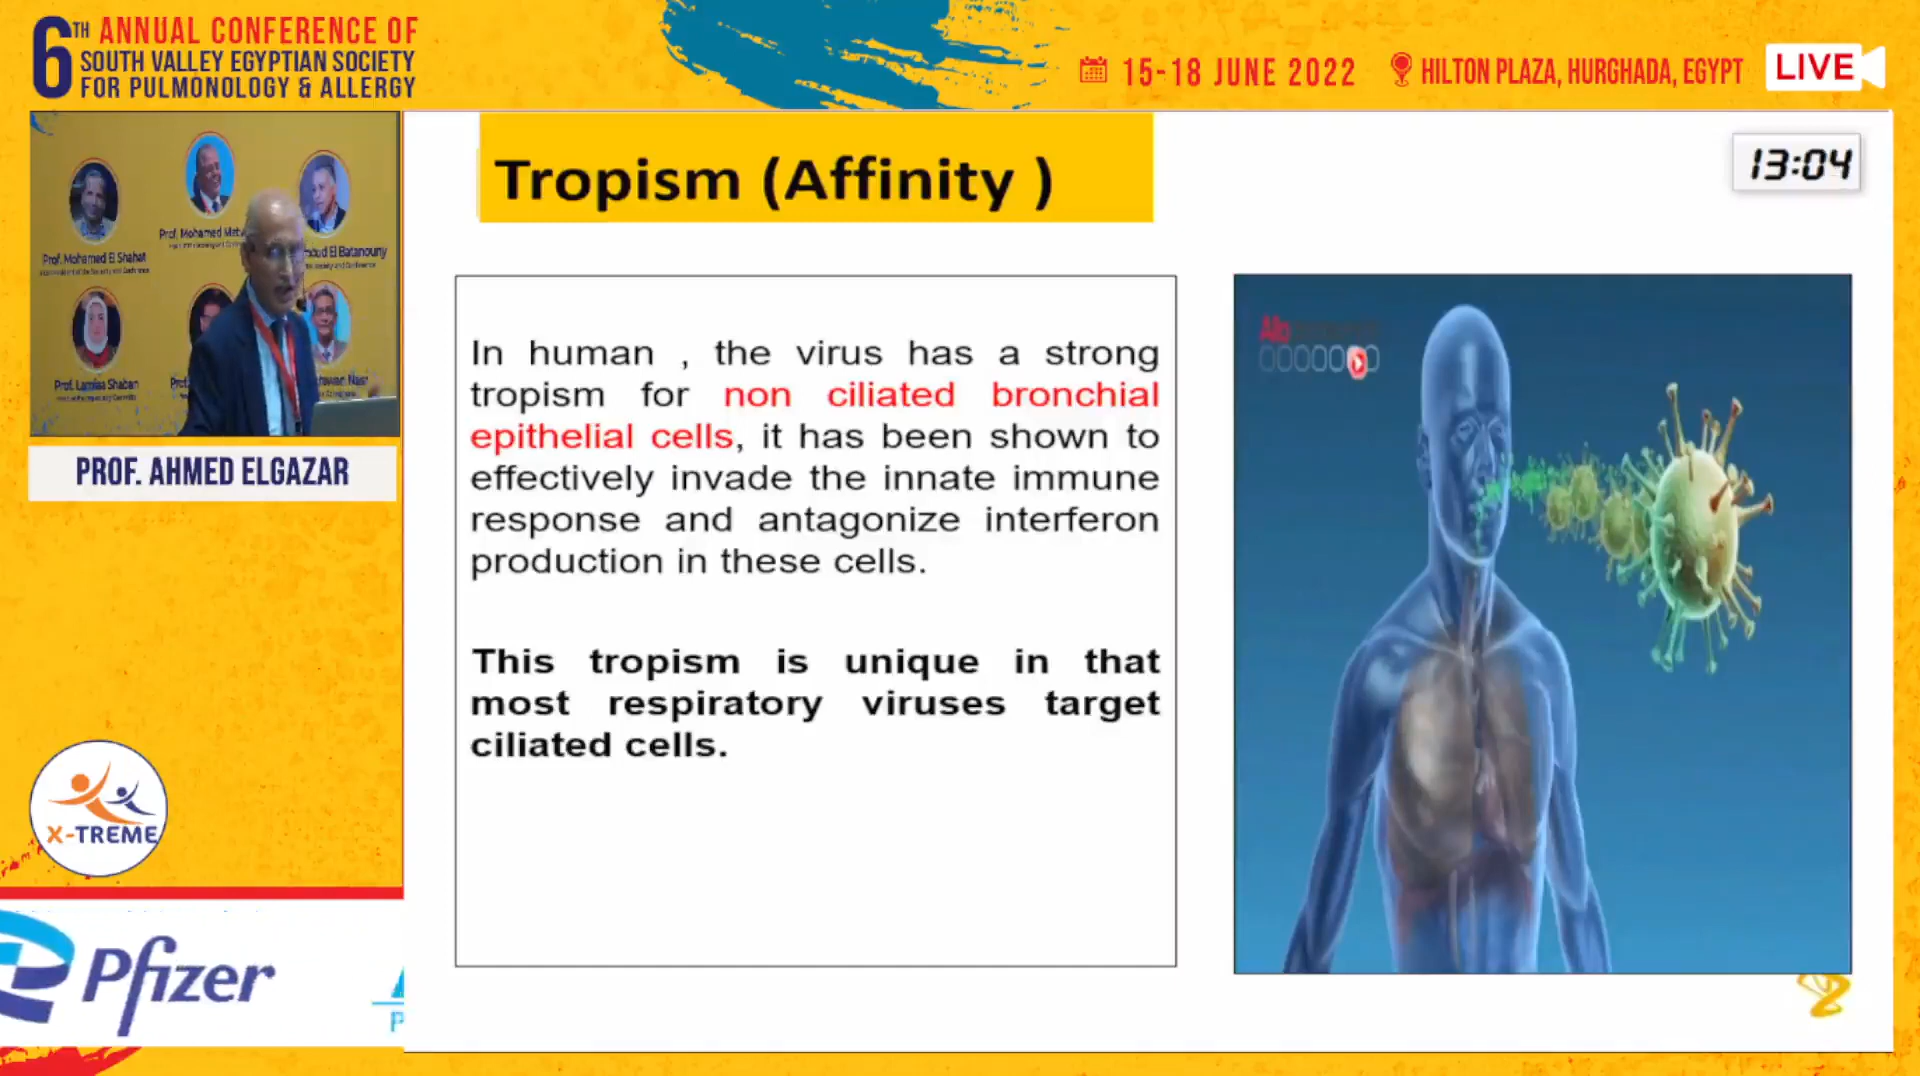 6TH ANNUAL CONFERENCE OF
SOUTH VALLEY EGYPTIAN SOCIETY
FOR PULMONOLOGY & ALLERGY
15-18 JUNE 2022
HILTON PLAZA, HURGHADA, EGYPT
LIVE
Prof. Mohamed El Shahat
Prof. Mohamed
El Batanouny
Prof. Lamiaa Shaban
PROF. AHMED ELGAZAR
X-TREME
Pfizer
Tropism (Affinity )
13:04
In human , the virus has a strong
tropism for non ciliated bronchial
epithelial cells, it has been shown to
effectively invade the innate immune
response and antagonize interferon
production in these cells.
This tropism is unique in that
most respiratory viruses target
ciliated cells.